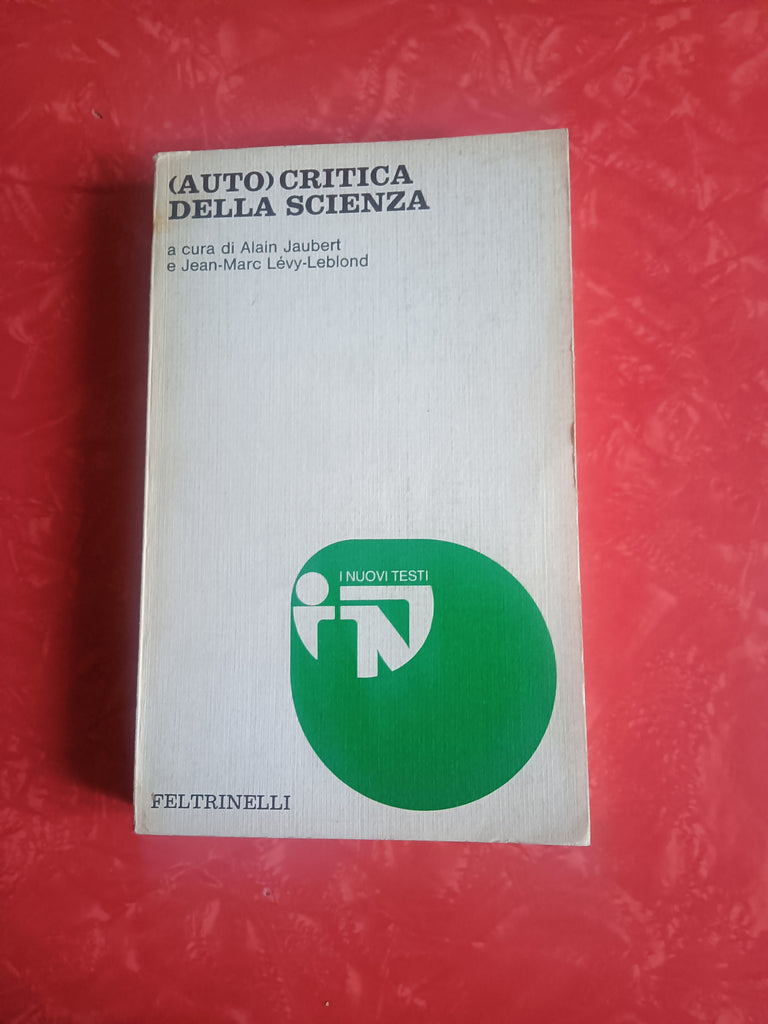 (AUTO) CRITICA
DELLA SCIENZA
a cura di Alain Jaubert
e Jean-Marc Lévy-Leblond
I NUOVI TESTI
FELTRINELLI